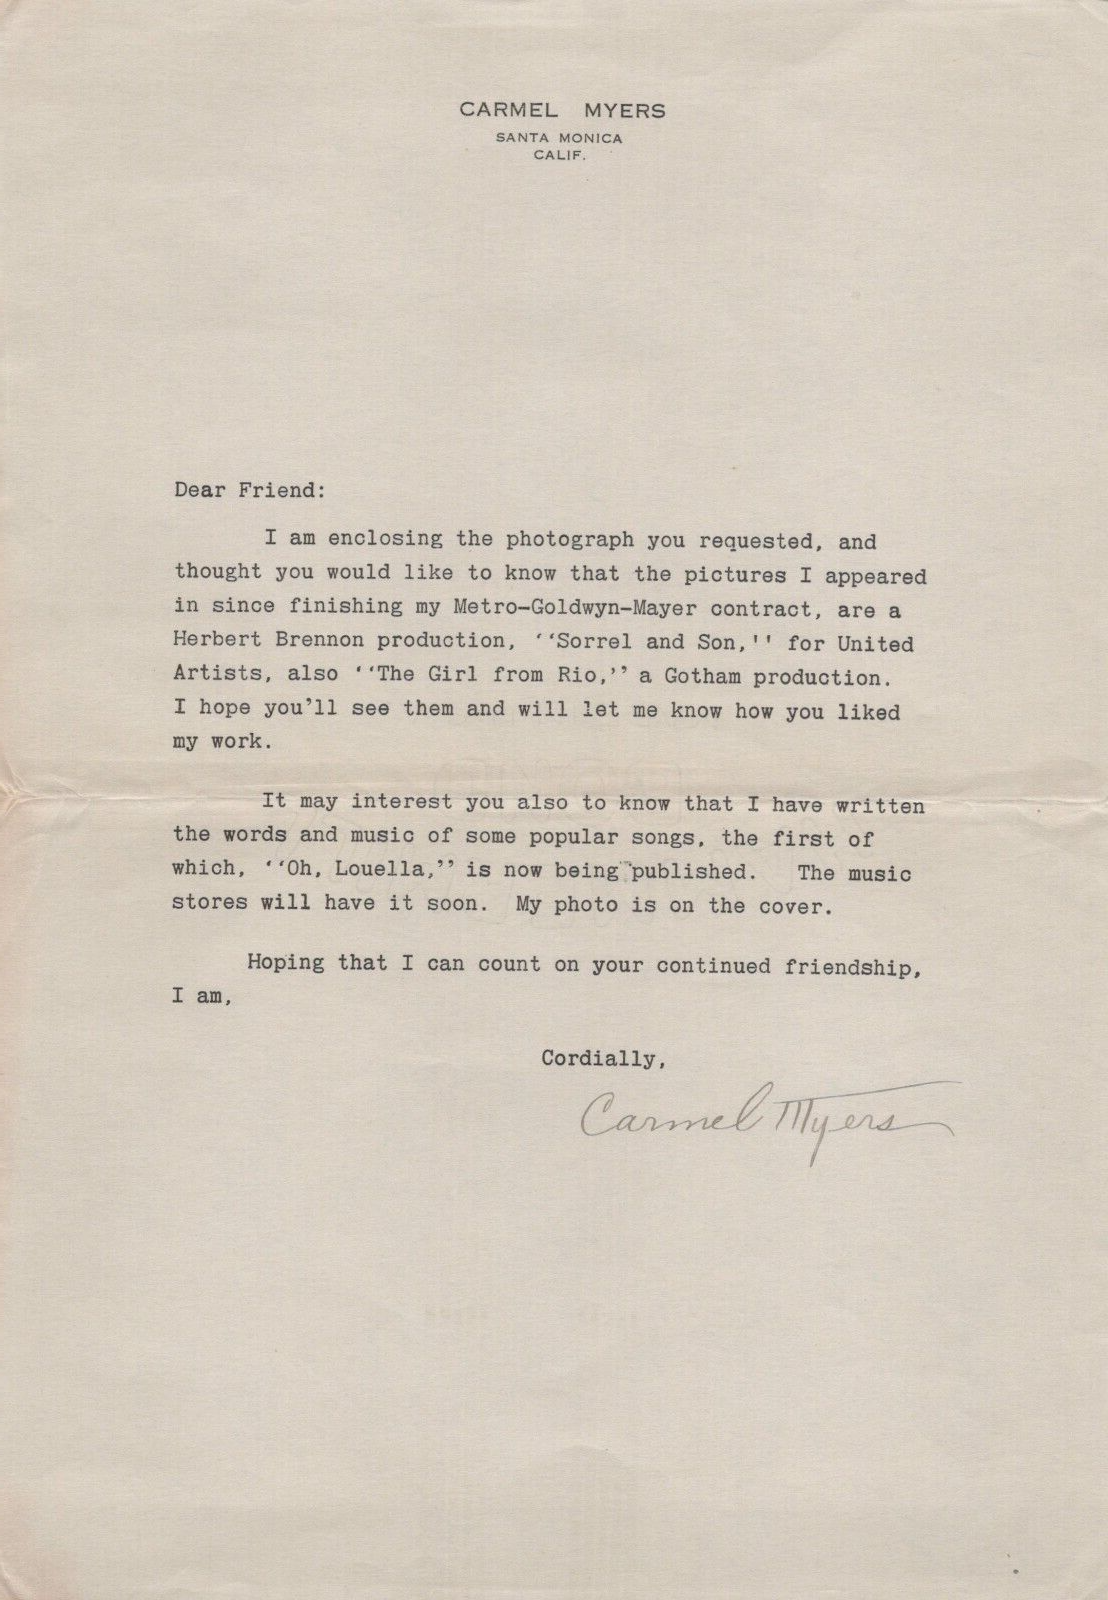 CARMEL MYERS
SANTA MONICA
CALIF.
Dear Friend:
I am enclosing the photograph you requested, and
thought you would like to know that the pictures I appeared
in since finishing my Metro-Goldwyn-Mayer contract, are a
Herbert Brennon production, ‘‘Sorrel and Son,'' for United
Artists, also ‘‘The Girl from Rio,’’ a Gotham production.
I hope you’ll see them and will let me know how you liked
my work.
It may interest you also to know that I have written
the words and music of some popular songs, the first of
which, ‘‘Oh, Louella,’’ is now being published. The music
stores will have it soon. My photo is on the cover.
Hoping that I can count on your continued friendship,
I am,
Cordially,
Carmel Myers